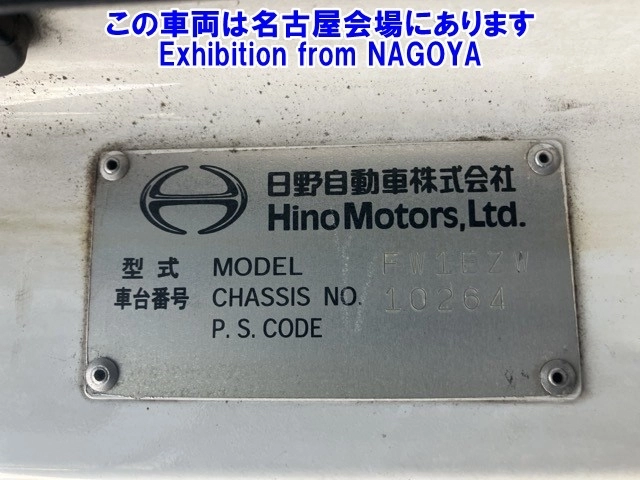 この車両は名古屋会場にあります
Exhibition from NAGOYA
日野自動車株式会社
Hino Motors, Ltd.
型式 MODEL FW1EZW
車台番号 CHASSIS NO. 10264
P. S. CODE